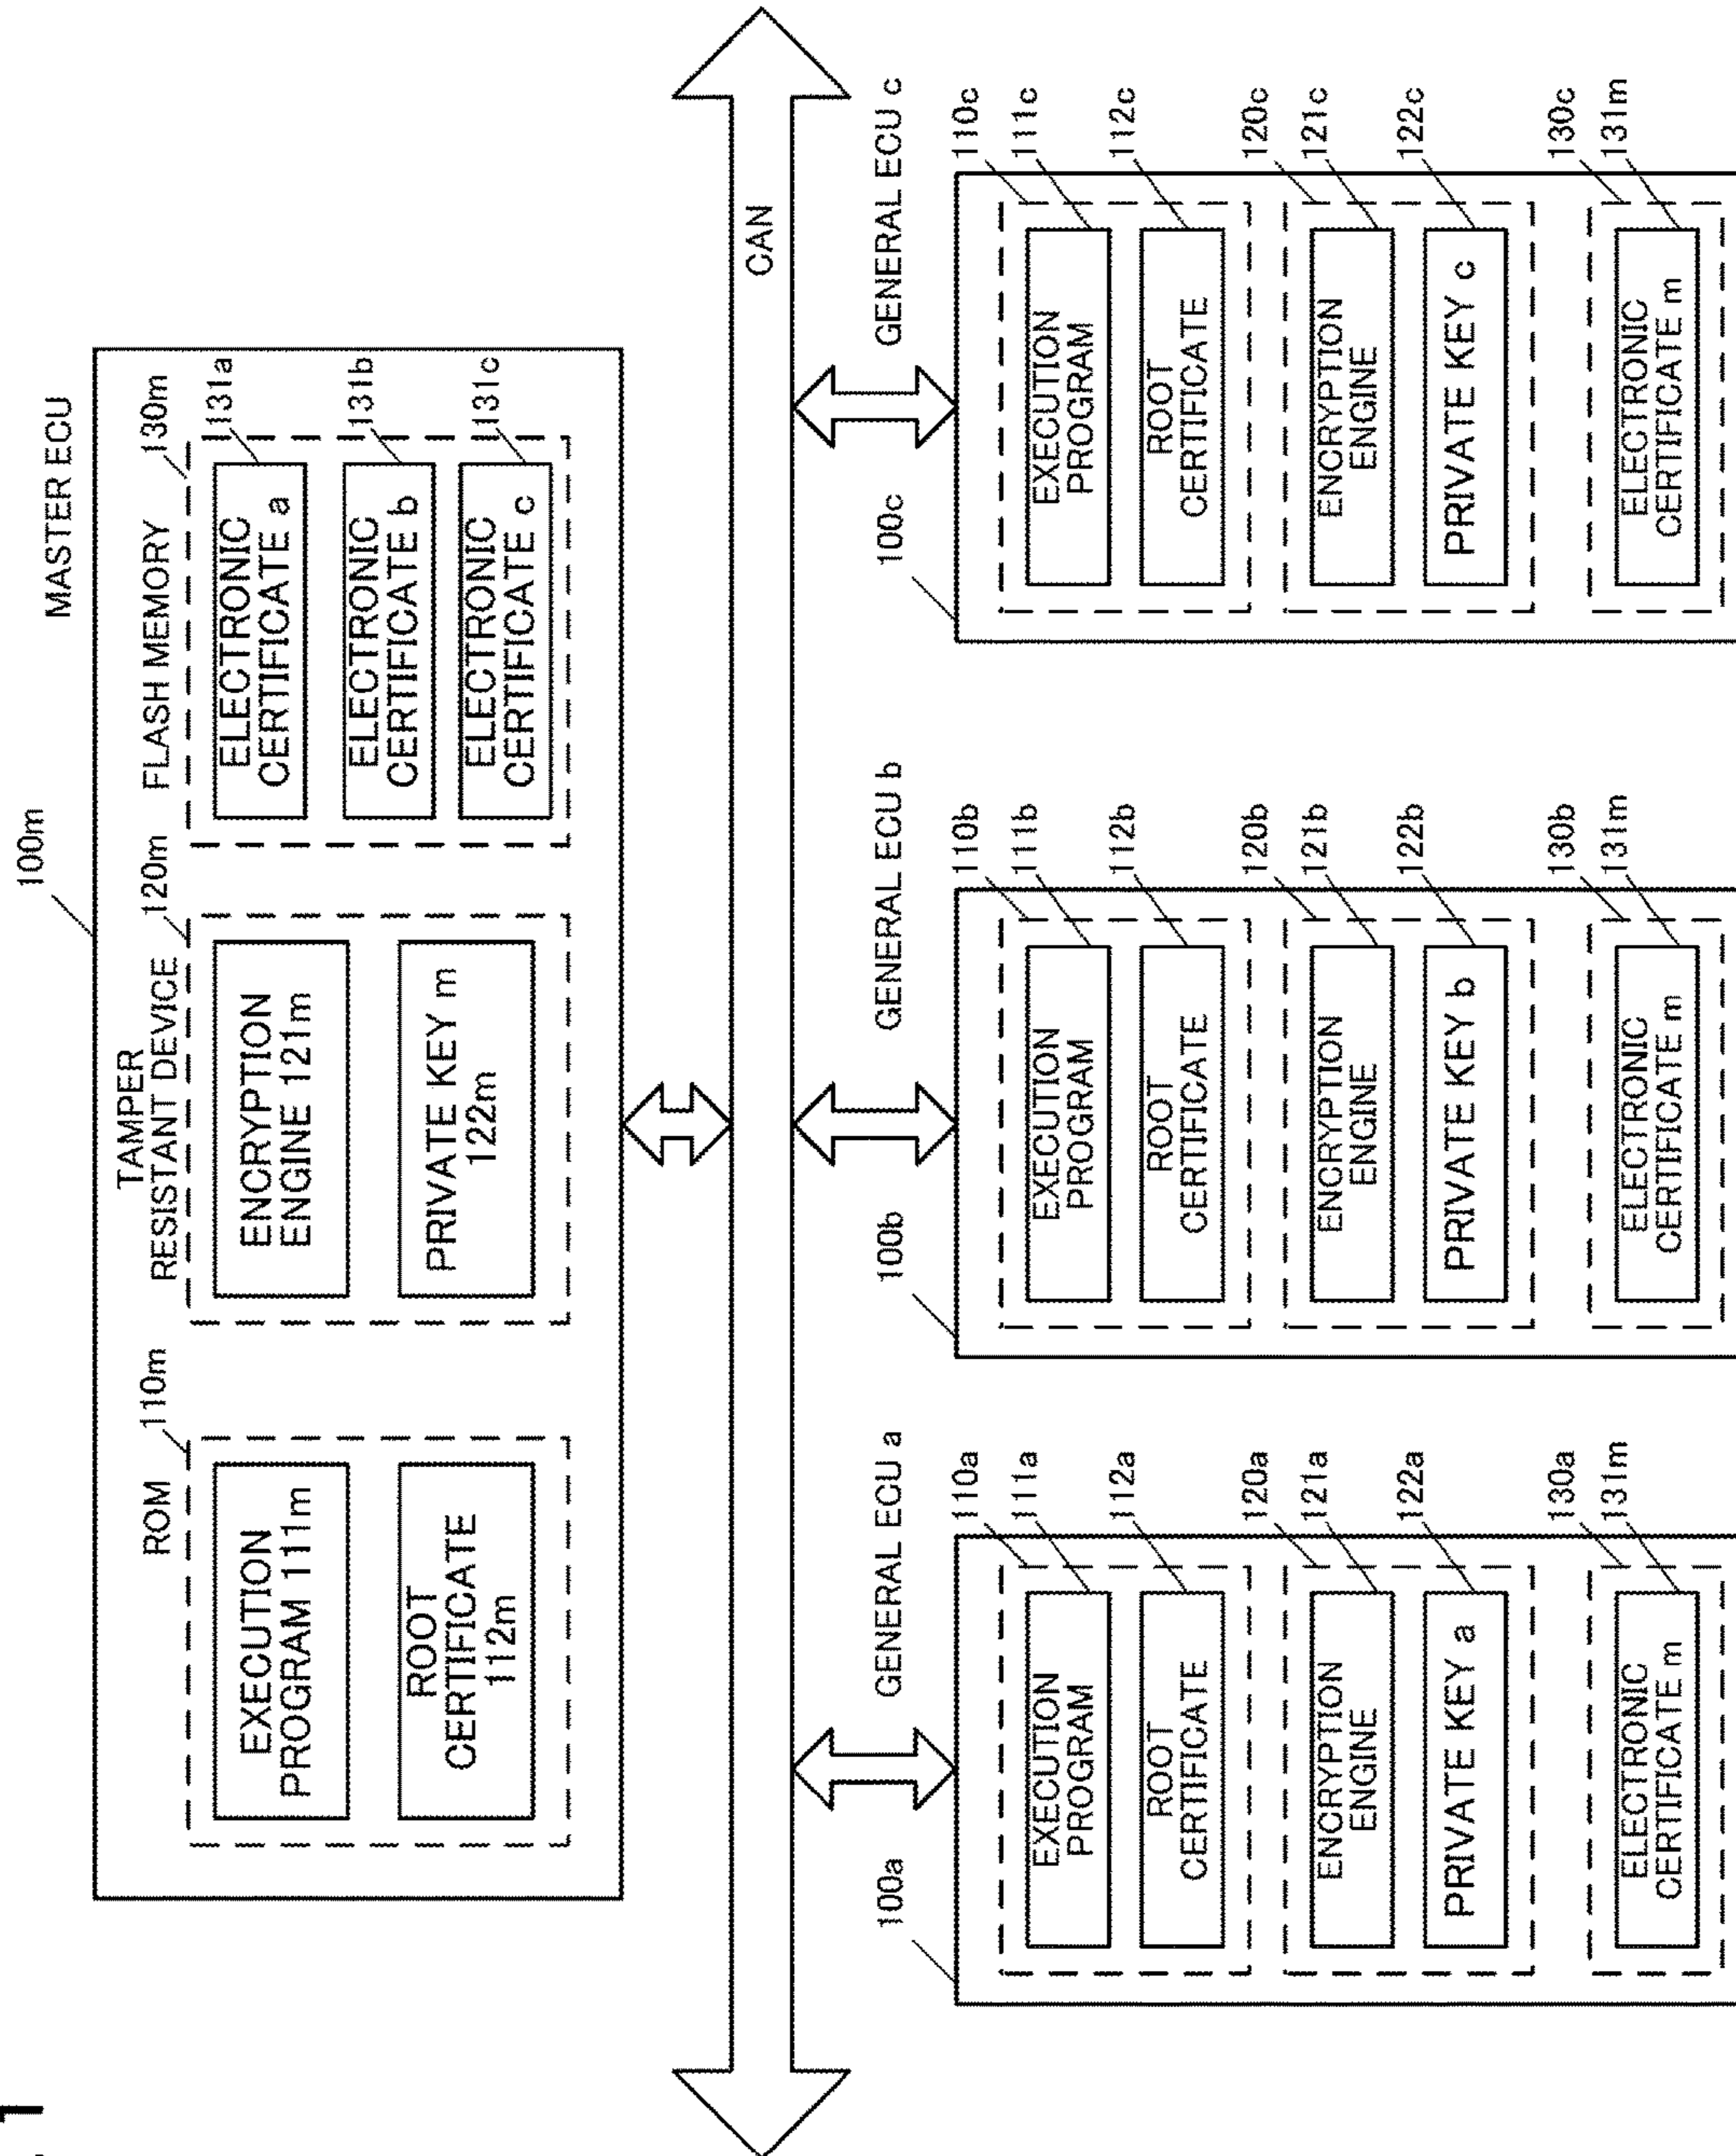 1
100m
MASTER ECU
ROM
110m
EXECUTION
PROGRAM 111m
ROOT
CERTIFICATE
112m
TAMPER
RESISTANT DEVICE
120m
ENCRYPTION
ENGINE 121m
PRIVATE KEY m
122m
FLASH MEMORY
130m
ELECTRONIC
CERTIFICATE a
131a
ELECTRONIC
CERTIFICATE b
131b
ELECTRONIC
CERTIFICATE c
131c
CAN
100a
GENERAL ECU a
110a
EXECUTION
PROGRAM
111a
ROOT
CERTIFICATE
112a
120a
ENCRYPTION
ENGINE
121a
PRIVATE KEY a
122a
130a
ELECTRONIC
CERTIFICATE m
131m
100b
GENERAL ECU b
110b
EXECUTION
PROGRAM
111b
ROOT
CERTIFICATE
112b
120b
ENCRYPTION
ENGINE
121b
PRIVATE KEY b
122b
130b
ELECTRONIC
CERTIFICATE m
131m
100c
GENERAL ECU c
110c
EXECUTION
PROGRAM
111c
ROOT
CERTIFICATE
112c
120c
ENCRYPTION
ENGINE
121c
PRIVATE KEY c
122c
130c
ELECTRONIC
CERTIFICATE m
131m